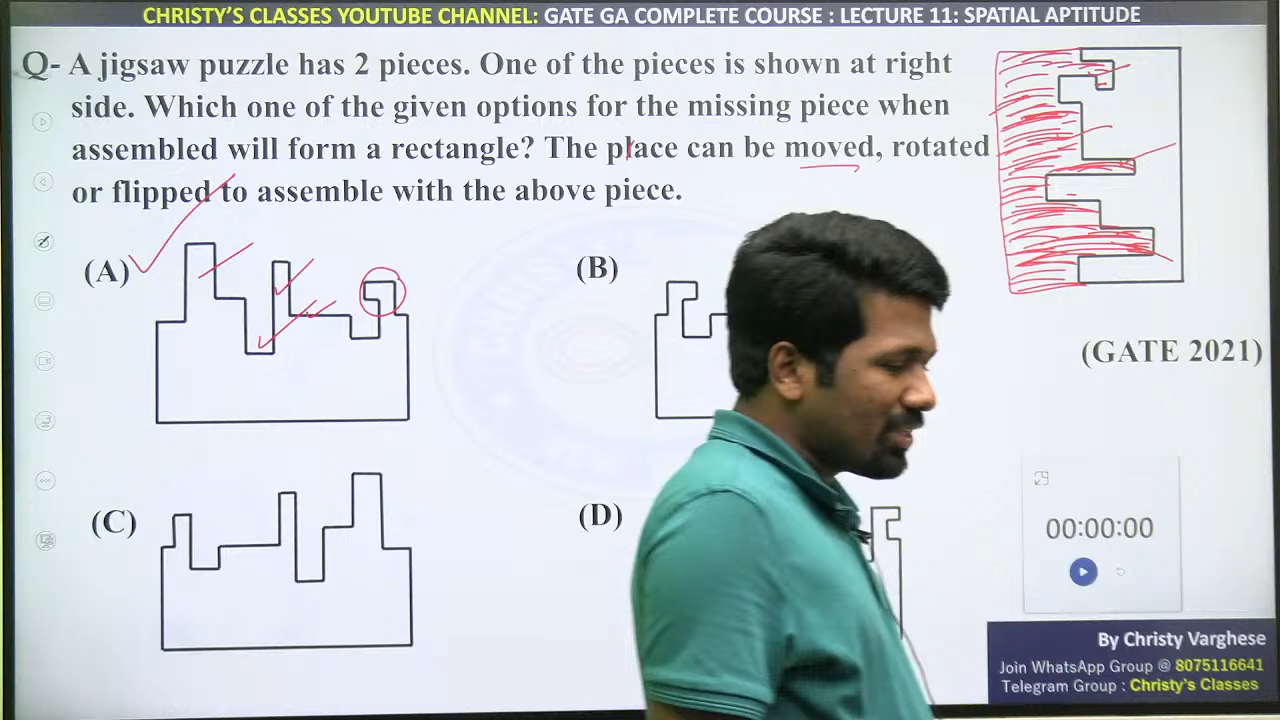 CHRISTY'S CLASSES YOUTUBE CHANNEL: GATE GA COMPLETE COURSE : LECTURE 11: SPATIAL APTITUDE
Q- A jigsaw puzzle has 2 pieces. One of the pieces is shown at right
side. Which one of the given options for the missing piece when
assembled will form a rectangle? The place can be moved, rotated
or flipped to assemble with the above piece.
(A)
(B)
(GATE 2021)
(C)
(D)
00:00:00
By Christy Varghese
Join WhatsApp Group @ 8075116641
Telegram Group : Christy's Classes